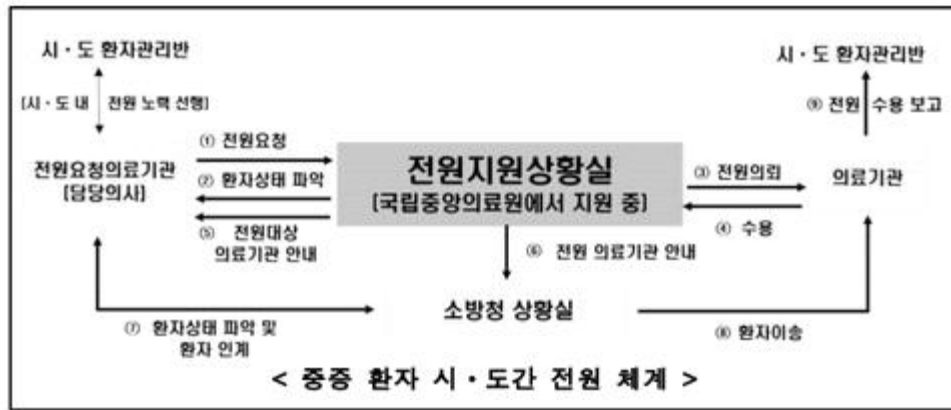 시·도 환자관리반
시·도 환자관리반
[시·도 내 전원 노력 선행]
⑨ 전원 수용 보고
① 전원요청
전원요청의료기관
[담당의사]
② 환자상태 파악
전원지원상황실
[국립중앙의료원에서 지원 중]
③ 전원의뢰
의료기관
④ 수용
⑤ 전원대상
의료기관 안내
⑥ 전원 의료기관 안내
소방청 상황실
⑦ 환자상태 파악 및
환자 인계
⑧ 환자이송
< 중증 환자 시·도간 전원 체계 >